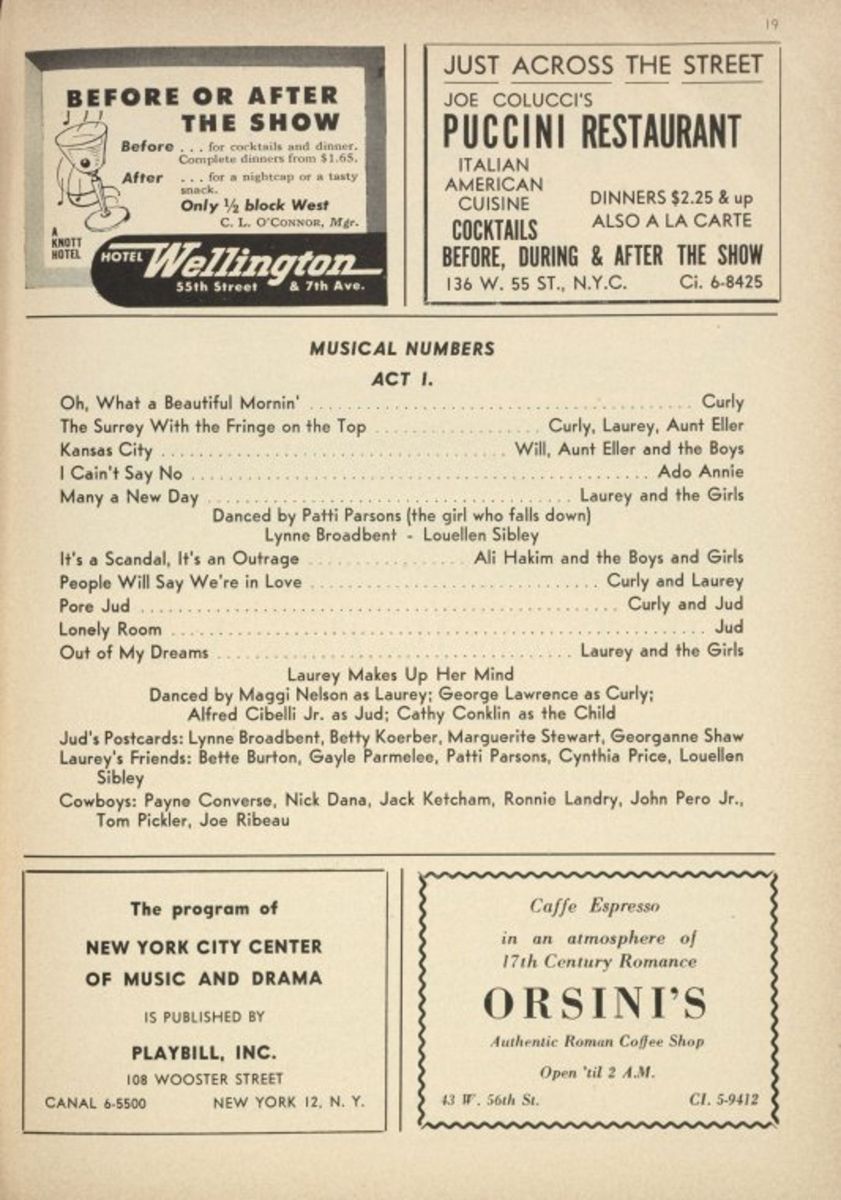 19
BEFORE OR AFTER
THE SHOW
Before . . . for cocktails and dinner.
Complete dinners from $1.65.
After . . . for a nightcap or a tasty
snack.
Only ½ block West
C. L. O'CONNOR, Mgr.
A
KNOTT
HOTEL
HOTEL Wellington
55th Street & 7th Ave.
JUST ACROSS THE STREET
JOE COLUCCI'S
PUCCINI RESTAURANT
ITALIAN
AMERICAN
CUISINE
DINNERS $2.25 & up
ALSO A LA CARTE
COCKTAILS
BEFORE, DURING & AFTER THE SHOW
136 W. 55 ST., N.Y.C. Ci. 6-8425
MUSICAL NUMBERS
ACT I.
Oh, What a Beautiful Mornin' . . . . . . . . . . Curly
The Surrey With the Fringe on the Top . . . . . . . . . . Curly, Laurey, Aunt Eller
Kansas City . . . . . . . . . . Will, Aunt Eller and the Boys
I Cain't Say No . . . . . . . . . . Ado Annie
Many a New Day . . . . . . . . . . Laurey and the Girls
Danced by Patti Parsons (the girl who falls down)
Lynne Broadbent - Louellen Sibley
It's a Scandal, It's an Outrage . . . . . . . . . . Ali Hakim and the Boys and Girls
People Will Say We're in Love . . . . . . . . . . Curly and Laurey
Pore Jud . . . . . . . . . . Curly and Jud
Lonely Room . . . . . . . . . . Jud
Out of My Dreams . . . . . . . . . . Laurey and the Girls
Laurey Makes Up Her Mind
Danced by Maggi Nelson as Laurey; George Lawrence as Curly;
Alfred Cibelli Jr. as Jud; Cathy Conklin as the Child
Jud's Postcards: Lynne Broadbent, Betty Koerber, Marguerite Stewart, Georganne Shaw
Laurey's Friends: Bette Burton, Gayle Parmelee, Patti Parsons, Cynthia Price, Louellen
Sibley
Cowboys: Payne Converse, Nick Dana, Jack Ketcham, Ronnie Landry, John Pero Jr.,
Tom Pickler, Joe Ribeau
The program of
NEW YORK CITY CENTER
OF MUSIC AND DRAMA
IS PUBLISHED BY
PLAYBILL, INC.
108 WOOSTER STREET
CANAL 6-5500 NEW YORK 12, N. Y.
Caffe Espresso
in an atmosphere of
17th Century Romance
ORSINI'S
Authentic Roman Coffee Shop
Open 'til 2 A.M.
43 W. 56th St. CI. 5-9412